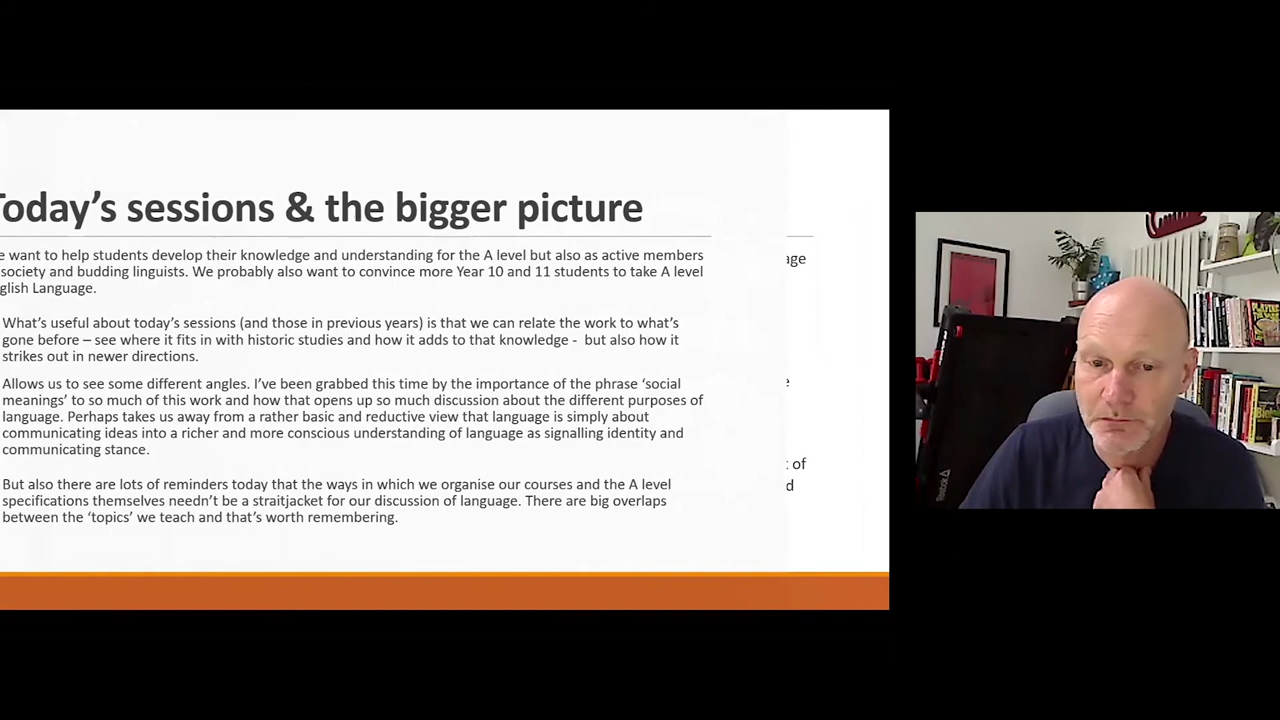 Today's sessions & the bigger picture
e want to help students develop their knowledge and understanding for the A level but also as active members
society and budding linguists. We probably also want to convince more Year 10 and 11 students to take A level
glish Language.
What's useful about today's sessions (and those in previous years) is that we can relate the work to what's
gone before – see where it fits in with historic studies and how it adds to that knowledge - but also how it
strikes out in newer directions.
Allows us to see some different angles. I've been grabbed this time by the importance of the phrase 'social
meanings' to so much of this work and how that opens up so much discussion about the different purposes of
language. Perhaps takes us away from a rather basic and reductive view that language is simply about
communicating ideas into a richer and more conscious understanding of language as signalling identity and
communicating stance.
But also there are lots of reminders today that the ways in which we organise our courses and the A level
specifications themselves needn't be a straitjacket for our discussion of language. There are big overlaps
between the 'topics' we teach and that's worth remembering.
age
e
t of
d
Reebok